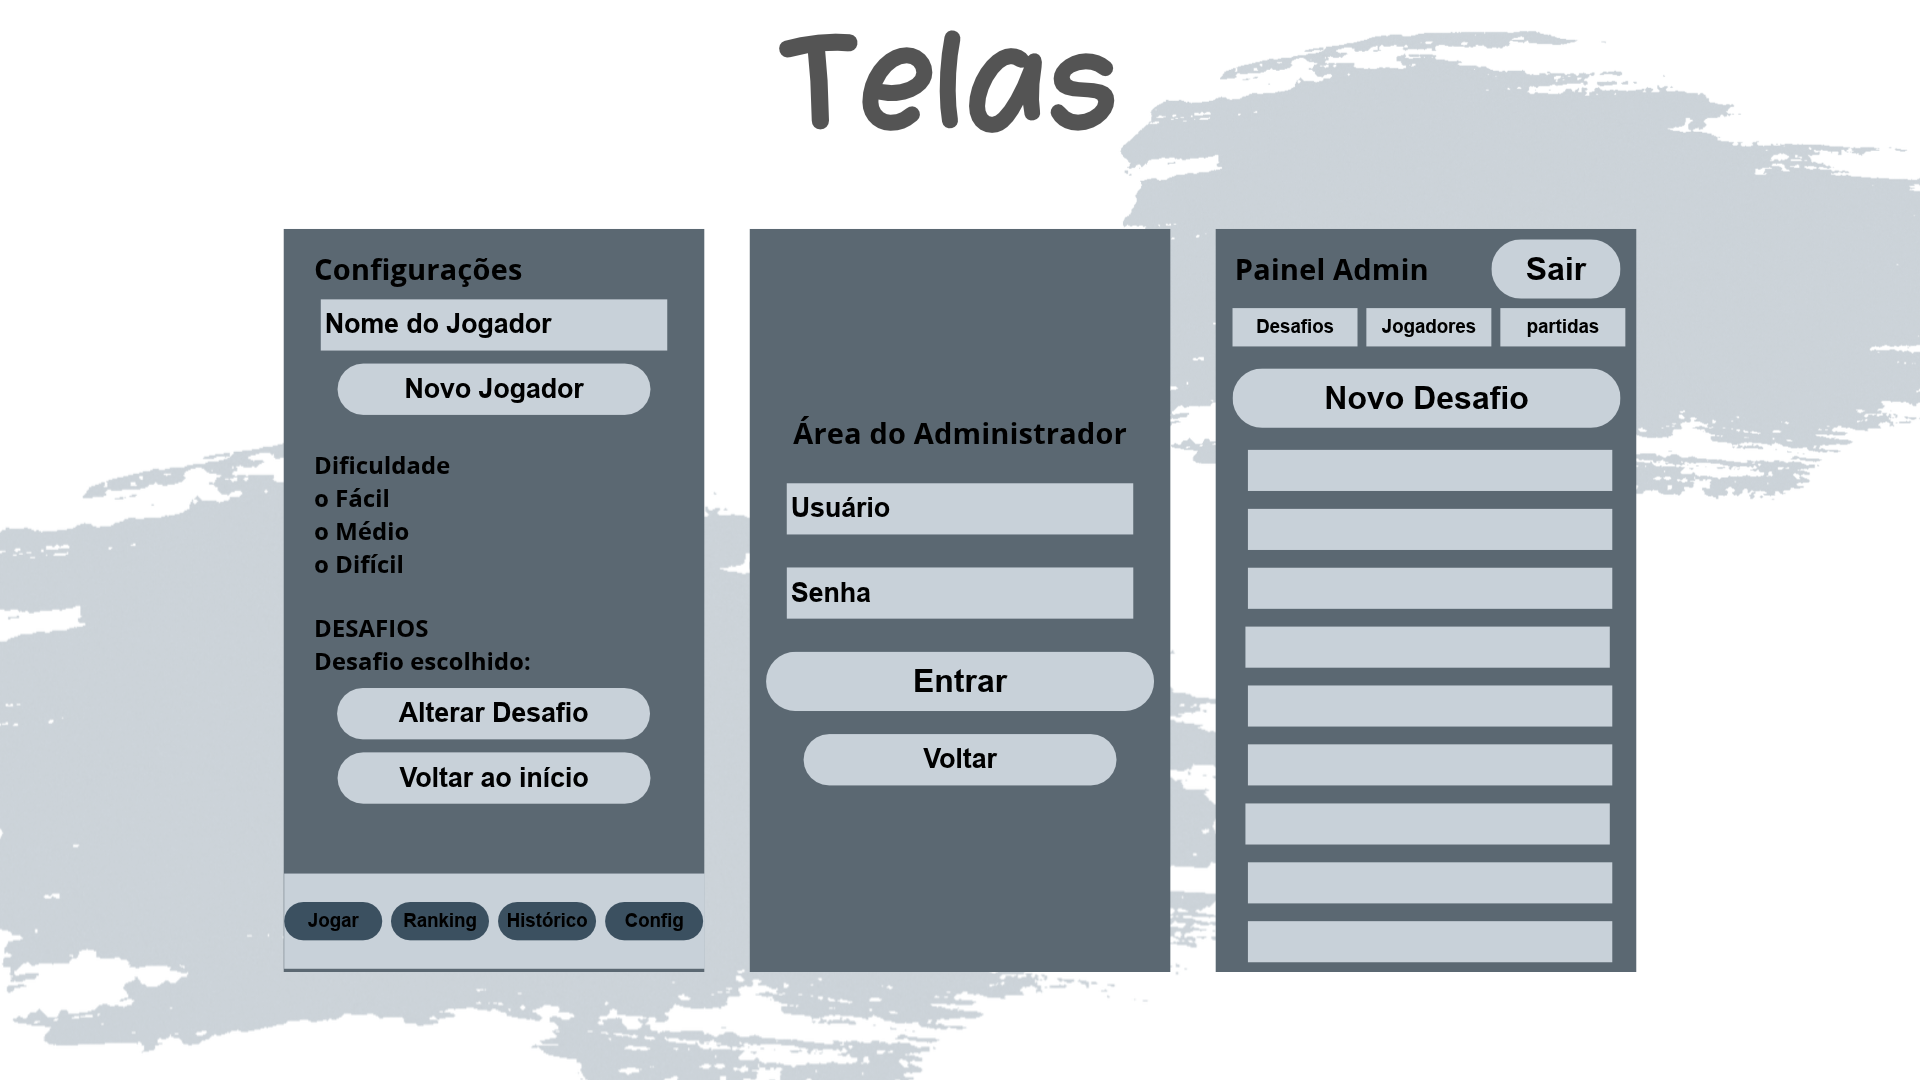 Telas
Configurações
Nome do Jogador
Novo Jogador
Dificuldade
o Fácil
o Médio
o Difícil
DESAFIOS
Desafio escolhido:
Alterar Desafio
Voltar ao início
Jogar Ranking Histórico Config
Área do Administrador
Usuário
Senha
Entrar
Voltar
Painel Admin Sair
Desafios Jogadores partidas
Novo Desafio